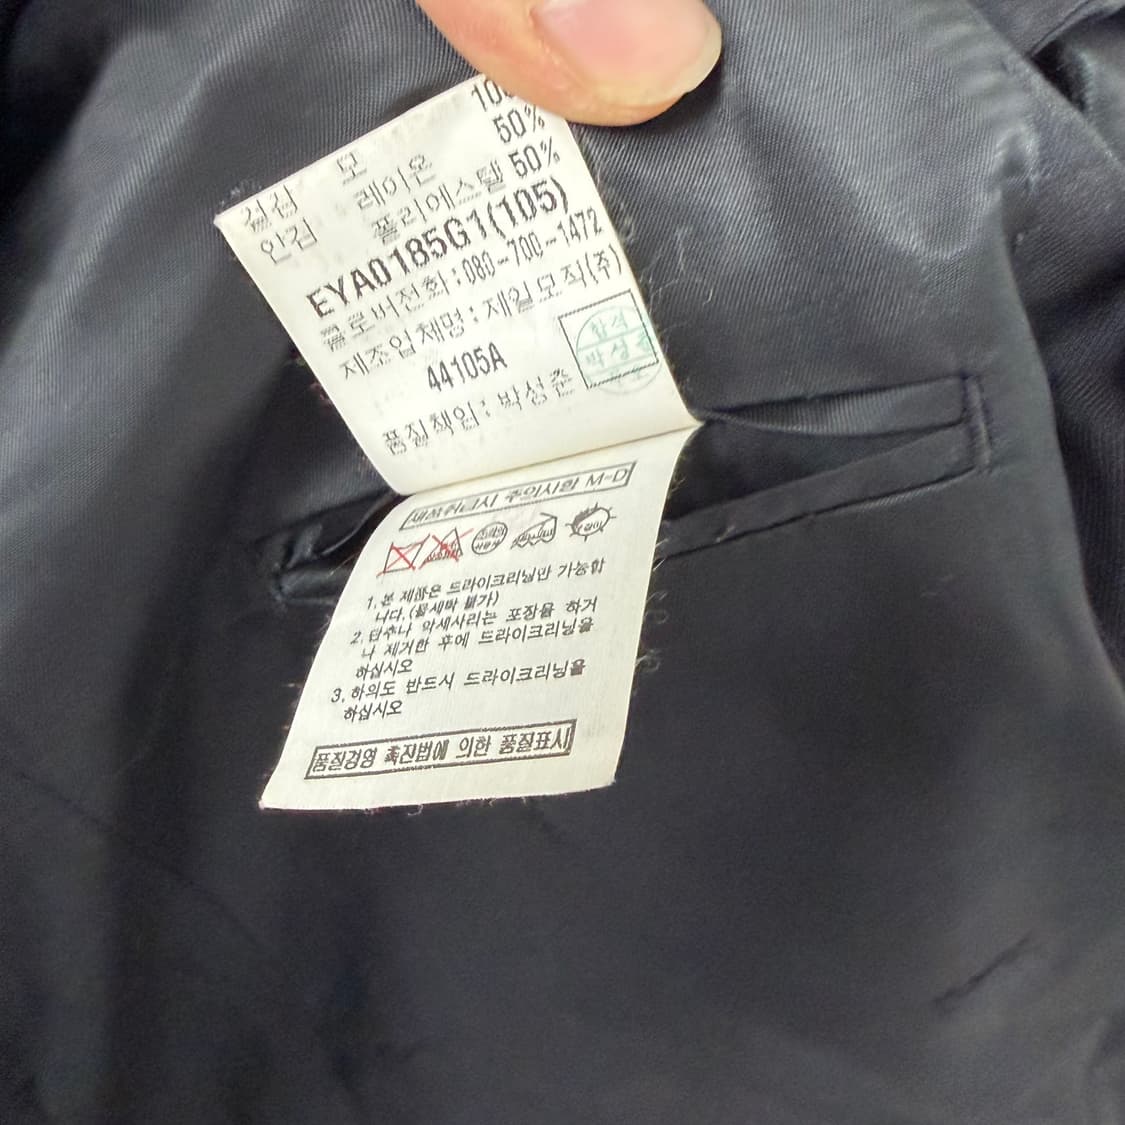 겉감 모
안감 레이온 50%
폴리에스텔 50%
EYA0185G1(105)
클로버전화:080-700-1472
제조업체명:제일모직(주)
44105A
품질책임:박성준
합격
박성준
세탁취급시 주의사항 M-D
1.본 제품은 드라이크리닝만 가능합
니다.(물세탁 불가)
2.단추나 악세사리는 포장을 하거
나 제거한 후에 드라이크리닝을
하십시오
3.하의도 반드시 드라이크리닝을
하십시오
품질경영 촉진법에 의한 품질표시